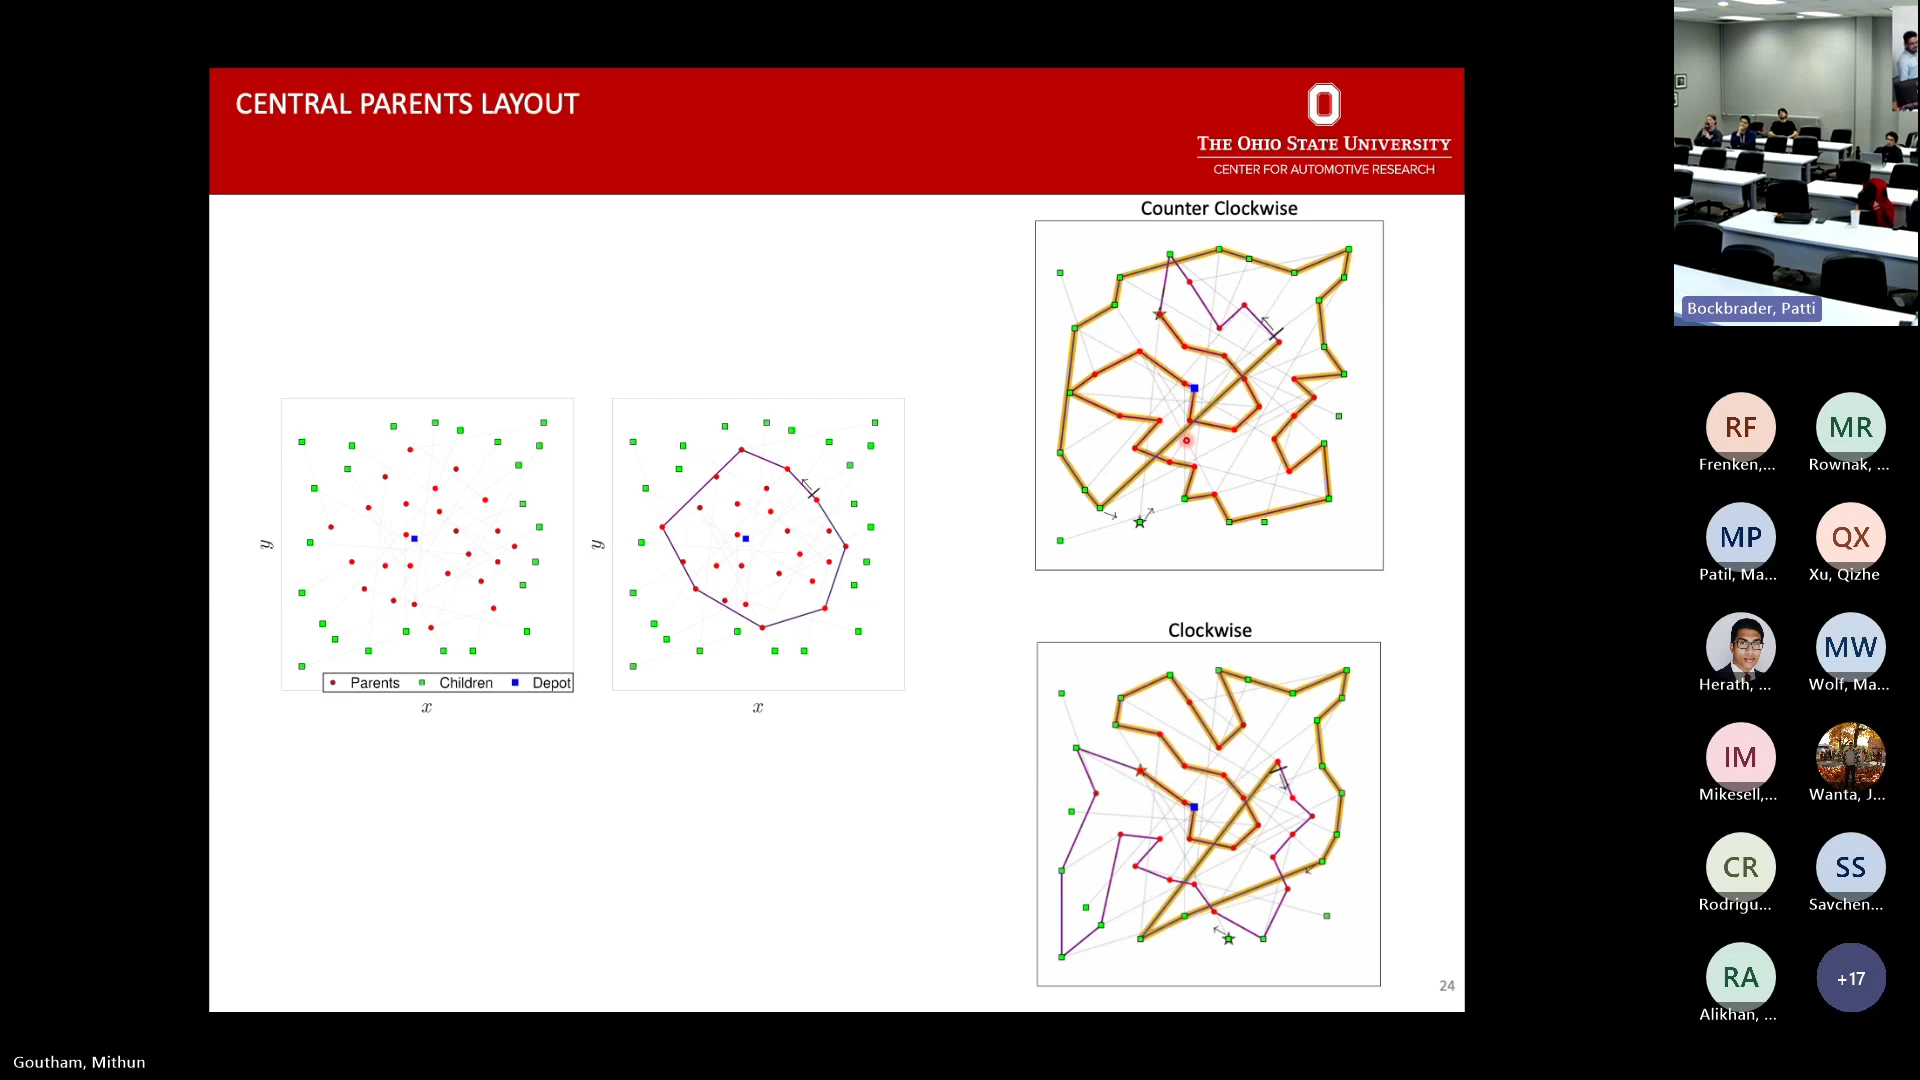 CENTRAL PARENTS LAYOUT
THE OHIO STATE UNIVERSITY
CENTER FOR AUTOMOTIVE RESEARCH
Counter Clockwise
y
y
Parents Children Depot
x
x
Clockwise
24
Bockbrader, Patti
RF
MR
Frenken,...
Rownak, ...
MP
QX
Patil, Ma...
Xu, Qizhe
MW
Herath, ...
Wolf, Ma...
IM
Mikesell,...
Wanta, J...
CR
SS
Rodrigu...
Savchen...
RA
+17
Alikhan, ...
Goutham, Mithun